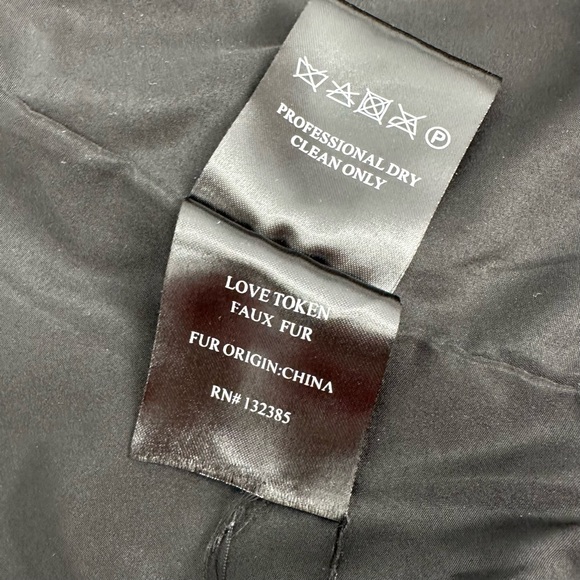 P
PROFESSIONAL DRY
CLEAN ONLY
LOVE TOKEN
FAUX FUR
FUR ORIGIN:CHINA
RN# 132385